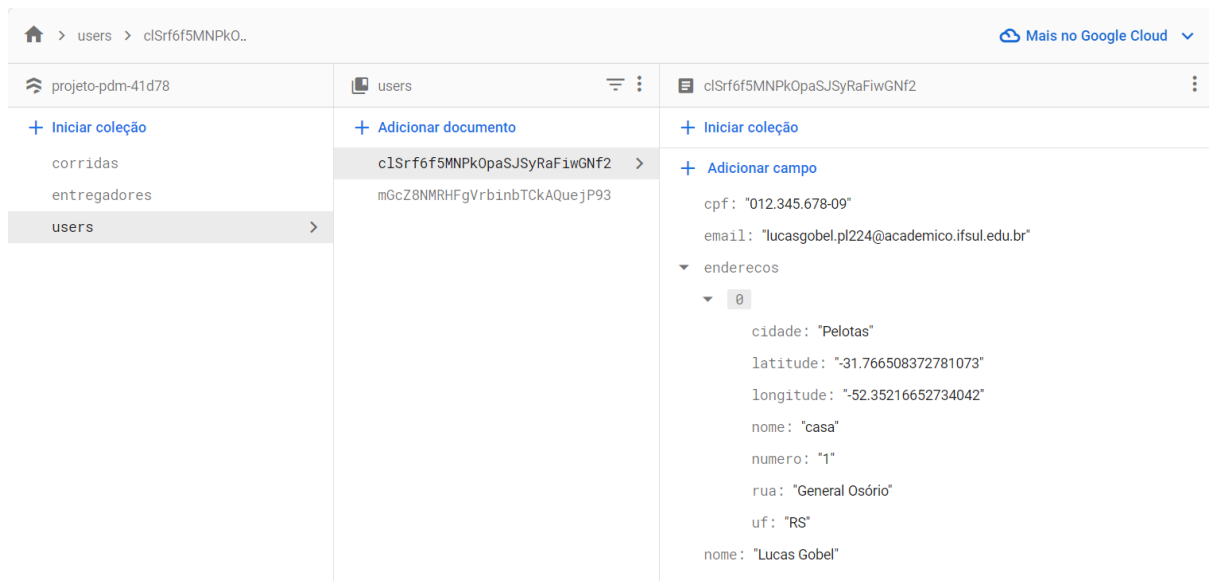 users > clSrf6f5MNPkO..
Mais no Google Cloud
projeto-pdm-41d78
+ Iniciar coleção
corridas
entregadores
users
users
+ Adicionar documento
clSrf6f5MNPkOpaSJSyRaFiwGNf2
mGcZ8NMRHFgVrbinbTCkAQuejP93
clSrf6f5MNPkOpaSJSyRaFiwGNf2
+ Iniciar coleção
+ Adicionar campo
cpf: "012.345.678-09"
email: "lucasgobel.pl224@academico.ifsul.edu.br"
enderecos
0
cidade: "Pelotas"
latitude: "-31.766508372781073"
longitude: "-52.35216652734042"
nome: "casa"
numero: "1"
rua: "General Osório"
uf: "RS"
nome: "Lucas Gobel"